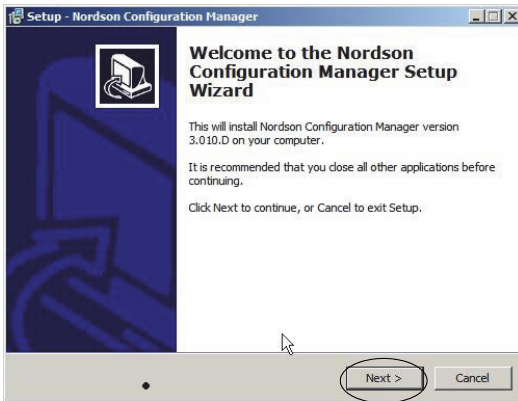 Setup - Nordson Configuration Manager
Welcome to the Nordson
Configuration Manager Setup
Wizard
This will install Nordson Configuration Manager version
3.010.D on your computer.
It is recommended that you close all other applications before
continuing.
Click Next to continue, or Cancel to exit Setup.
Next >
Cancel